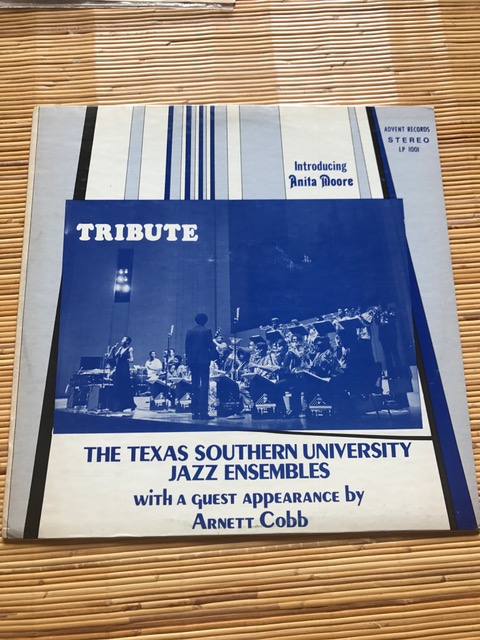 ADVENT RECORDS
STEREO
LP 1001
Introducing
Anita Moore
TRIBUTE
THE TEXAS SOUTHERN UNIVERSITY
JAZZ ENSEMBLES
with a guest appearance by
Arnett Cobb